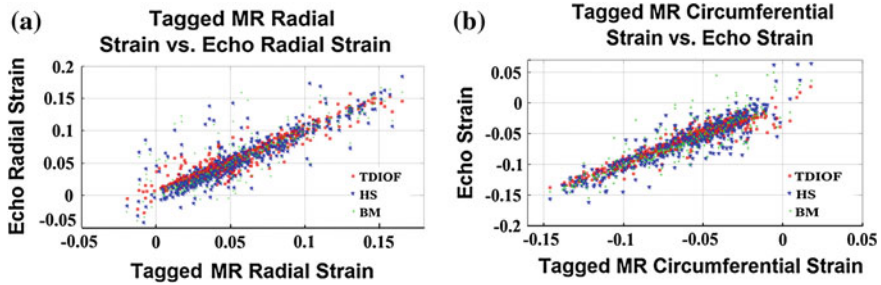 (a)
Tagged MR Radial
Strain vs. Echo Radial Strain
Echo Radial Strain
0.2
0.15
0.1
0.05
0
-0.05
-0.05
0
0.05
0.1
0.15
TDIOF
HS
BM
Tagged MR Radial Strain
(b)
Tagged MR Circumferential
Strain vs. Echo Strain
Echo Strain
0.05
0
-0.05
-0.1
-0.15
-0.2
-0.15
-0.1
-0.05
0
0.05
TDIOF
HS
BM
Tagged MR Circumferential Strain